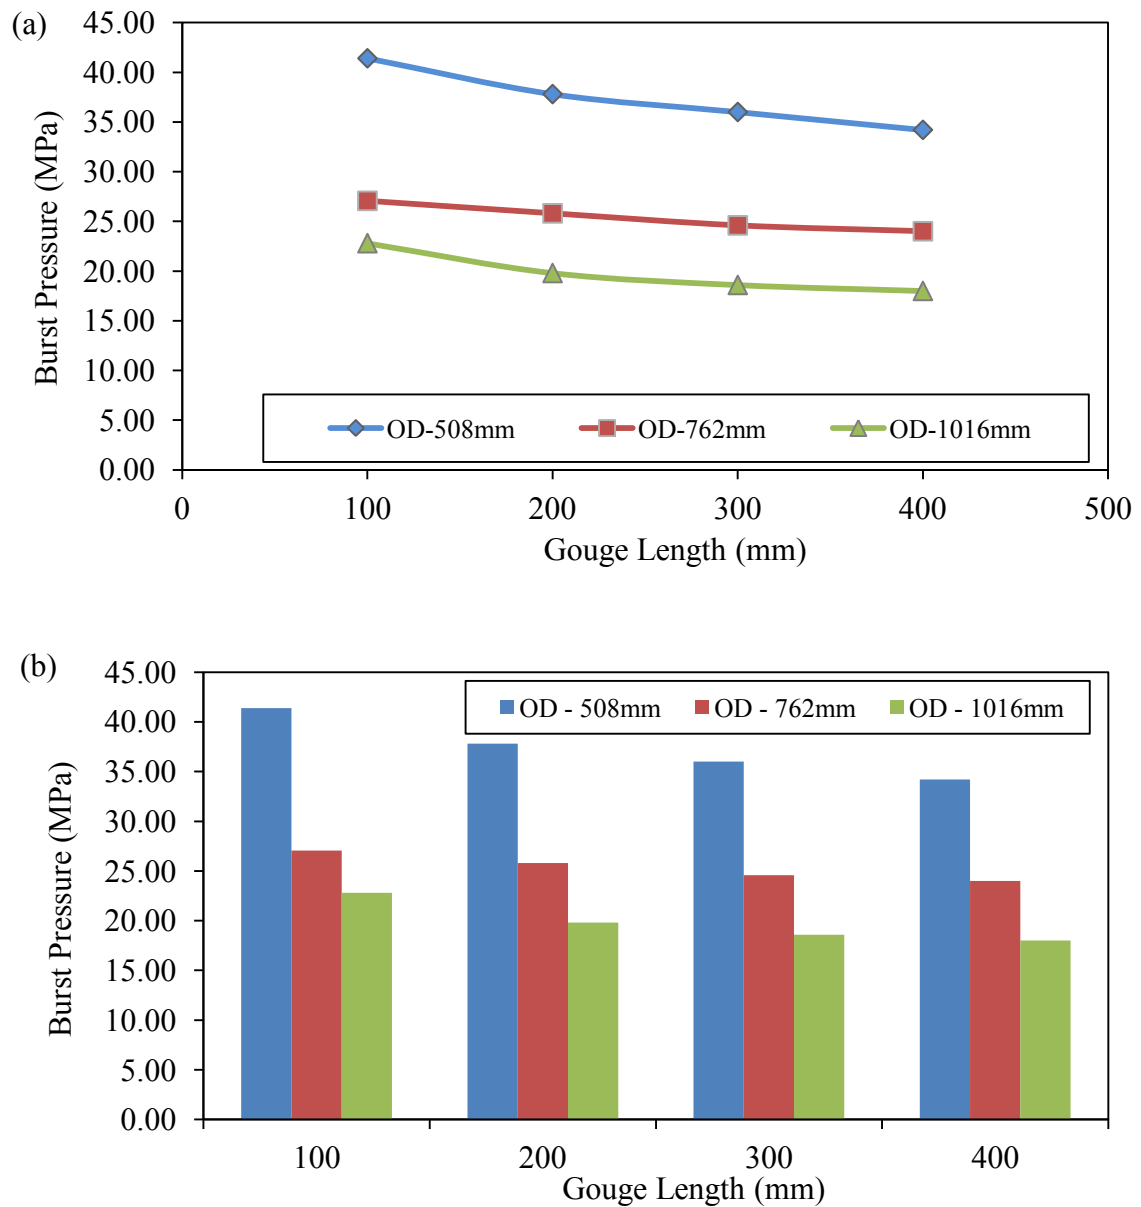 (a)
45.00
40.00
35.00
30.00
25.00
20.00
15.00
10.00
5.00
0.00
Burst Pressure (MPa)
OD-508mm OD-762mm OD-1016mm
0 100 200 300 400 500
Gouge Length (mm)
(b)
45.00
40.00
35.00
30.00
25.00
20.00
15.00
10.00
5.00
0.00
Burst Pressure (MPa)
OD - 508mm OD - 762mm OD - 1016mm
100 200 300 400
Gouge Length (mm)